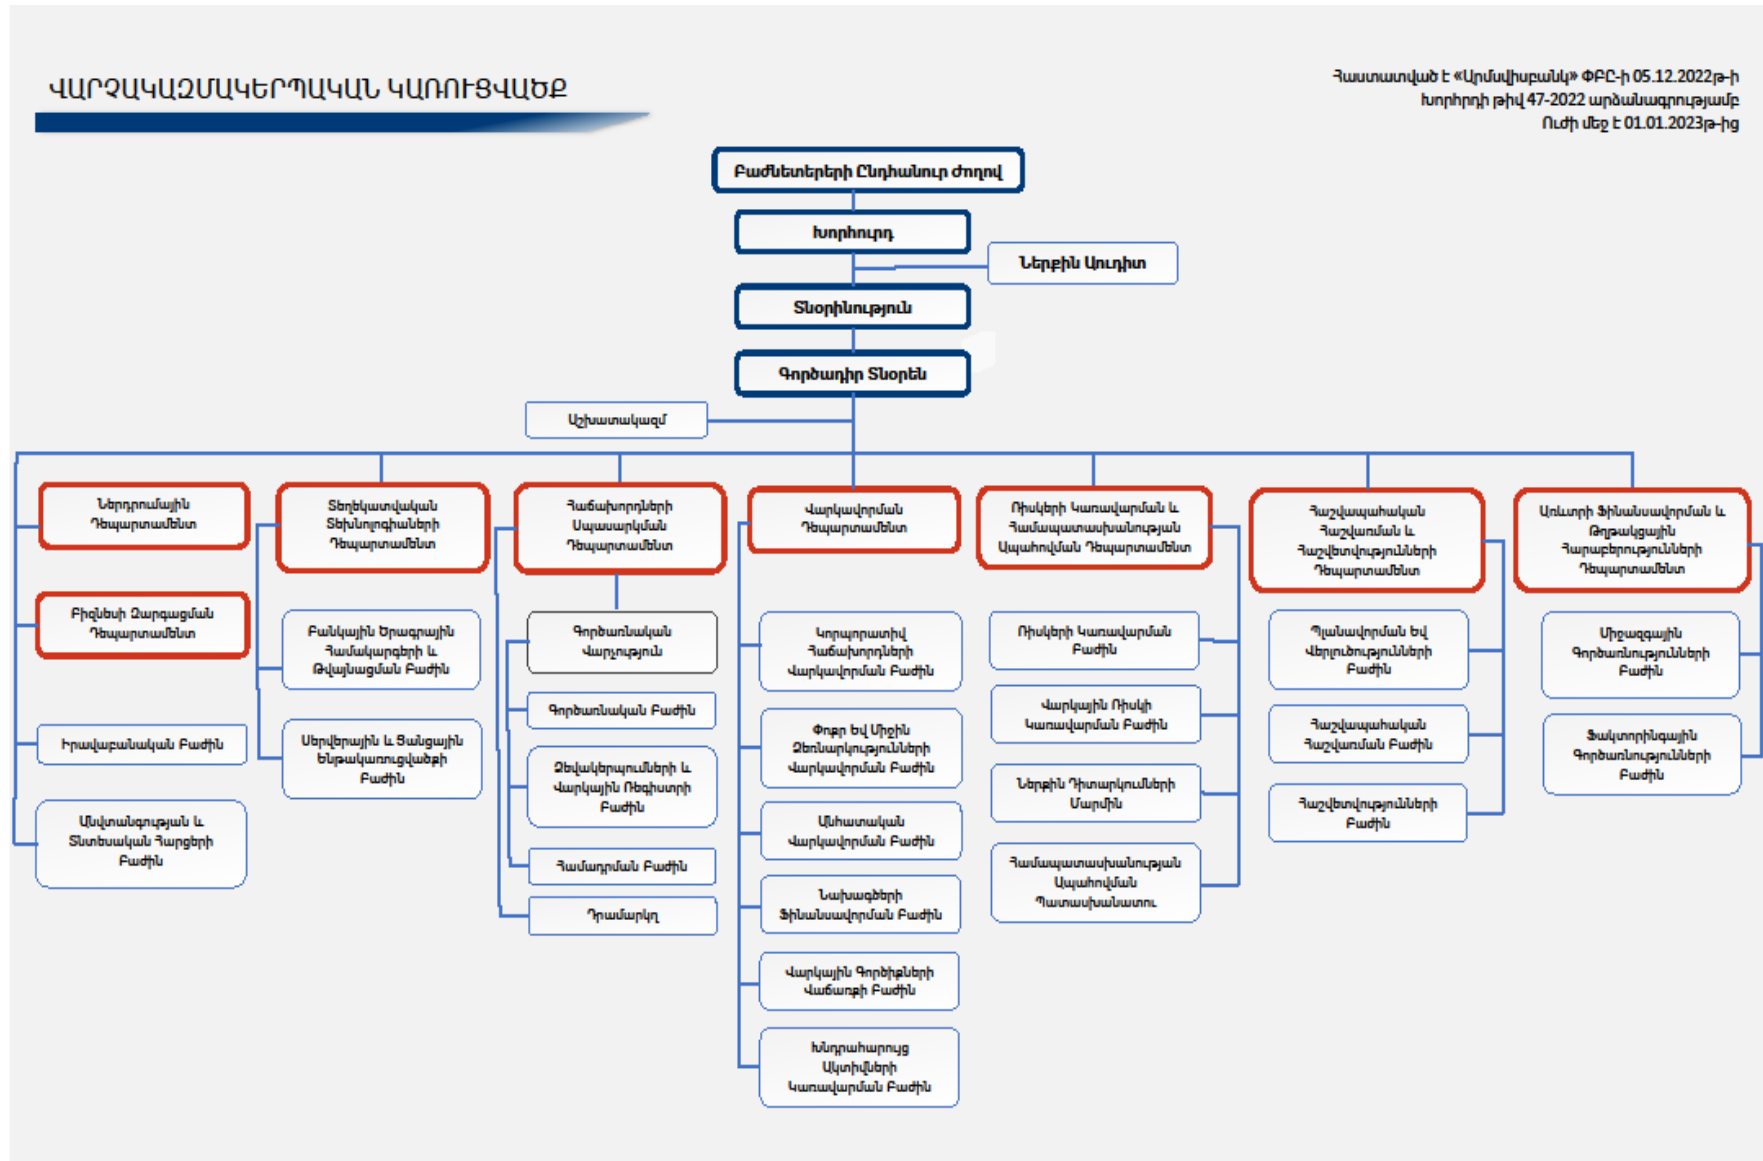 ՎԱՐՉԱԿԱԶՄԱԿԵՐՊԱԿԱՆ ԿԱՌՈՒՑՎԱԾՔ
Հաստատված է «Արմսվիսբանկ» ՓԲԸ-ի 05.12.2022թ-ի
Խորհրդի թիվ 47-2022 արձանագրությամբ
Ուժի մեջ է 01.01.2023թ-ից
Բաժնետերերի Ընդհանուր Ժողով
Խորհուրդ
Ներքին Աուդիտ
Տնօրինություն
Գործադիր Տնօրեն
Աշխատակազմ
Ներդրումային
Դեպարտամենտ
Բիզնեսի Զարգացման
Դեպարտամենտ
Իրավաբանական Բաժին
Անվտանգության և
Տնտեսական Հարցերի
Բաժին
Տեղեկատվական
Տեխնոլոգիաների
Դեպարտամենտ
Բանկային Ծրագրային
Համակարգերի և
Թվայնացման Բաժին
Սերվերային և Ցանցային
Ենթակառուցվածքի
Բաժին
Հաճախորդների
Սպասարկման
Դեպարտամենտ
Գործառնական
Վարչություն
Գործառնական Բաժին
Ձեվակերպումների և
Վարկային Ռեգիստրի
Բաժին
Համադրման Բաժին
Դրամարկղ
Վարկավորման
Դեպարտամենտ
Կորպորատիվ
Հաճախորդների
Վարկավորման Բաժին
Փոքր Եվ Միջին
Ձեռնարկությունների
Վարկավորման Բաժին
Անհատական
Վարկավորման Բաժին
Նախագծերի
Ֆինանսավորման Բաժին
Վարկային Գործիքների
Վաճառքի Բաժին
Խնդրահարույց
Ակտիվների
Կառավարման Բաժին
Ռիսկերի Կառավարման և
Համապատասխանության
Ապահովման Դեպարտամենտ
Ռիսկերի Կառավարման
Բաժին
Վարկային Ռիսկի
Կառավարման Բաժին
Ներքին Դիտարկումների
Մարմին
Համապատասխանության
Ապահովման
Պատասխանատու
Հաշվապահական
Հաշվառման և
Հաշվետվությունների
Դեպարտամենտ
Պլանավորման Եվ
Վերլուծությունների
Բաժին
Հաշվապահական
Հաշվառման Բաժին
Հաշվետվությունների
Բաժին
Առևտրի Ֆինանսավորման և
Թղթակցային
Հարաբերությունների
Դեպարտամենտ
Միջազգային
Գործառնությունների
Բաժին
Ֆակտորինգային
Գործառնությունների
Բաժին